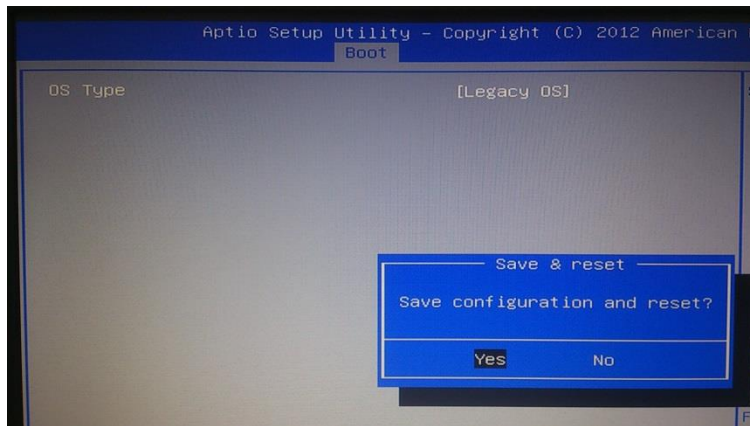 Aptio Setup Utility – Copyright (C) 2012 American
Boot
OS Type [Legacy OS]
Save & reset
Save configuration and reset?
Yes No